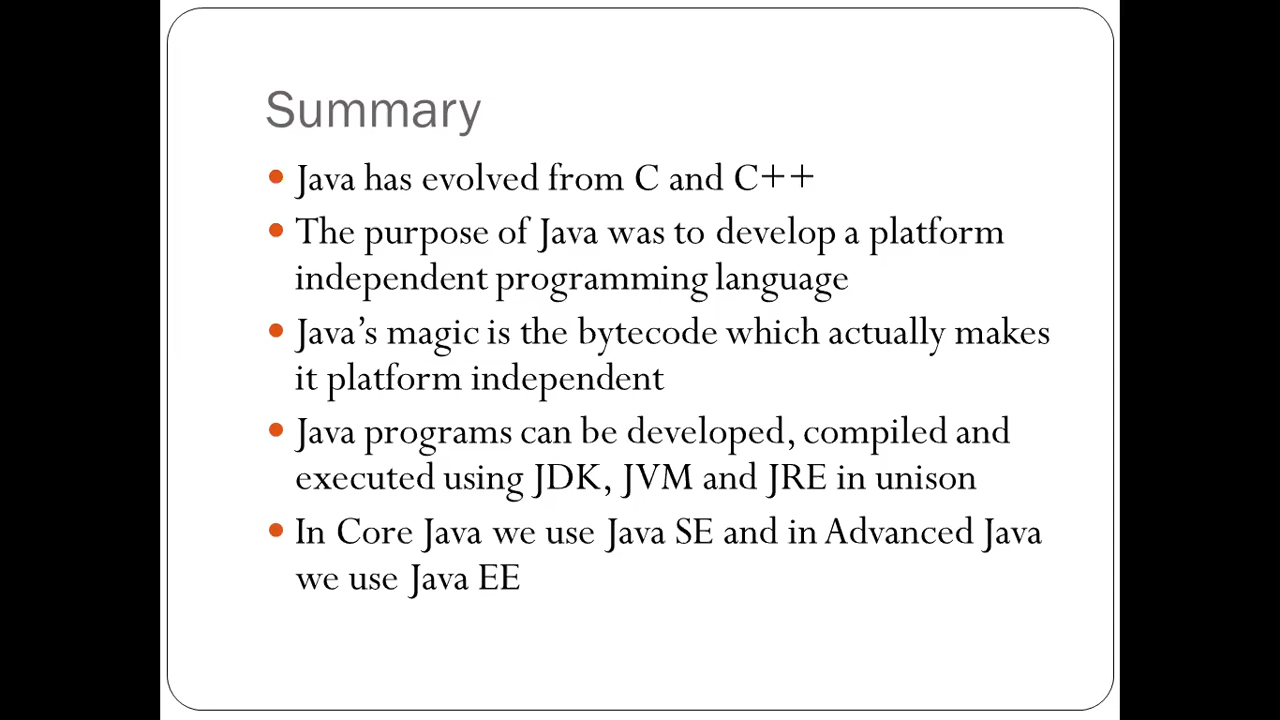 Summary
Java has evolved from C and C++
The purpose of Java was to develop a platform
independent programming language
Java’s magic is the bytecode which actually makes
it platform independent
Java programs can be developed, compiled and
executed using JDK, JVM and JRE in unison
In Core Java we use Java SE and in Advanced Java
we use Java EE